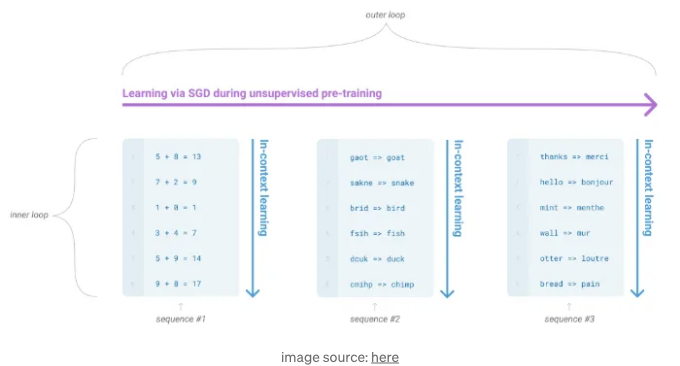 outer loop
Learning via SGD during unsupervised pre-training
inner loop
5 + 8 = 13
7 + 2 = 9
1 + 0 = 1
3 + 4 = 7
5 + 9 = 14
9 + 8 = 17
In-context learning
sequence #1
gaot => goat
sakne => snake
brid => bird
fsih => fish
dcuk => duck
cmihp => chimp
In-context learning
sequence #2
thanks => merci
hello => bonjour
mint => menthe
wall => mur
otter => loutre
bread => pain
In-context learning
sequence #3
image source: here